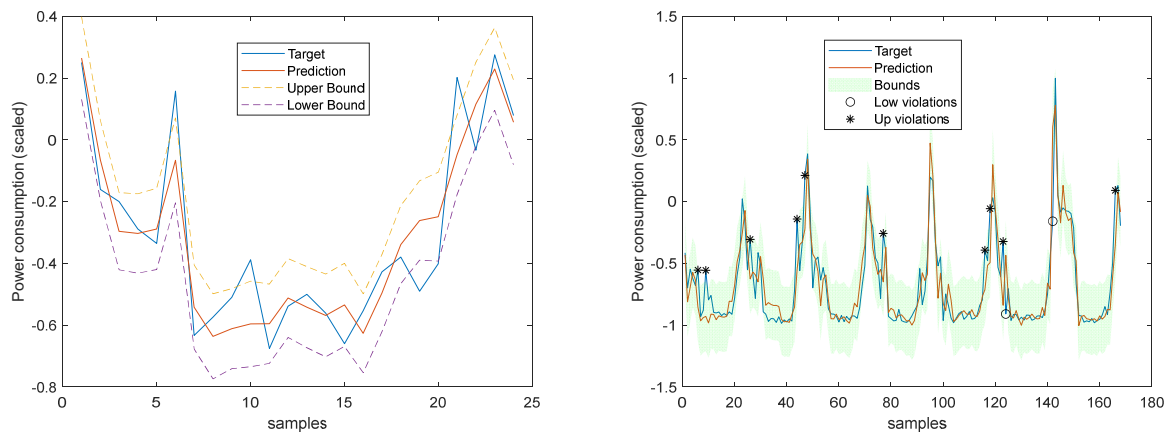 0.4
0.2
0
-0.2
-0.4
-0.6
-0.8
Power consumption (scaled)
Target
Prediction
Upper Bound
Lower Bound
0
5
10
15
20
25
samples
1.5
1
0.5
0
-0.5
-1
-1.5
Power consumption (scaled)
Target
Prediction
Bounds
Low violations
Up violations
0
20
40
60
80
100
120
140
160
180
samples